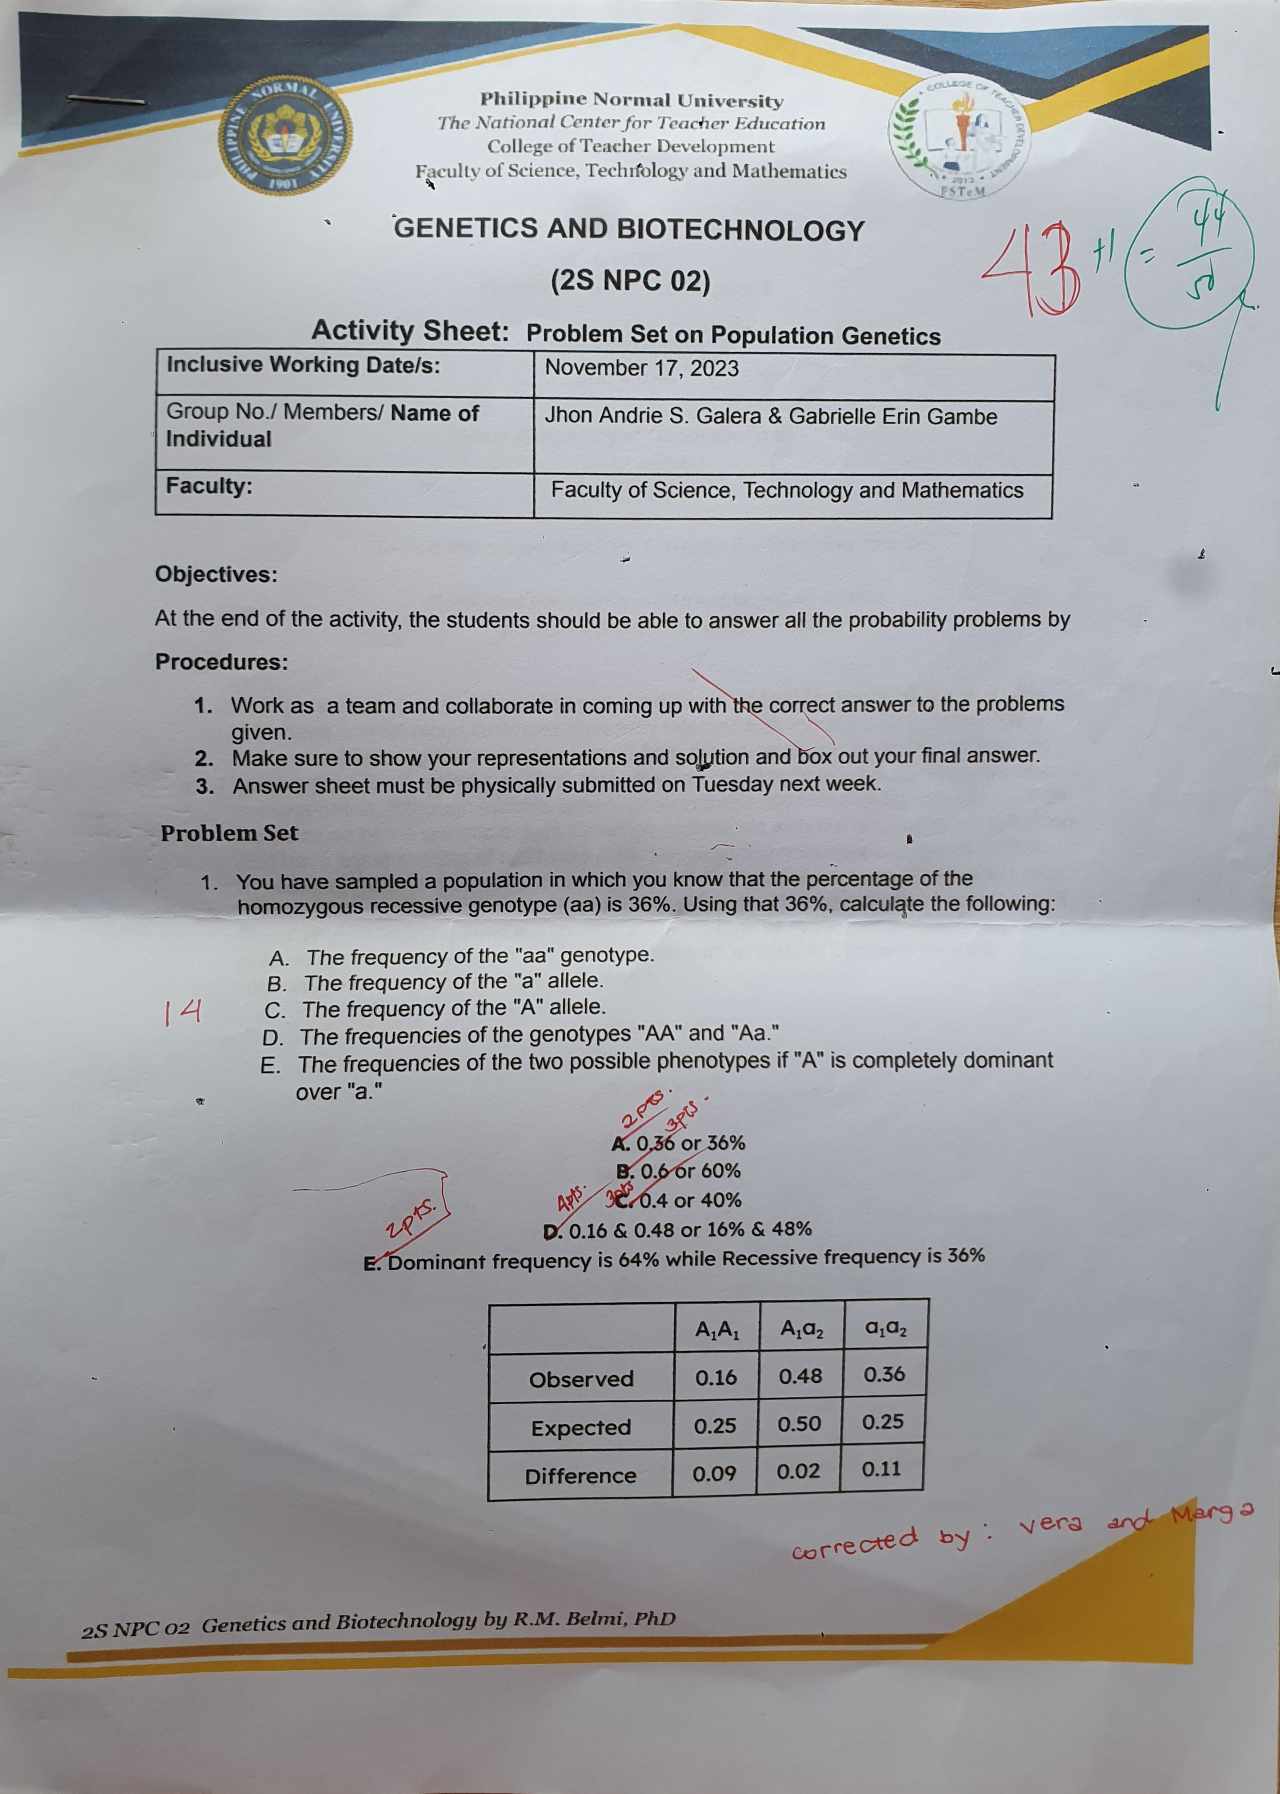 PHILIPPINE NORMAL UNIVERSITY
1901
COLLEGE OF TEACHER DEVELOPMENT
2013
FSTeM
Philippine Normal University
The National Center for Teacher Education
College of Teacher Development
Faculty of Science, Technology and Mathematics
GENETICS AND BIOTECHNOLOGY
(2S NPC 02)
43 +1 = 44
50
Activity Sheet: Problem Set on Population Genetics
Inclusive Working Date/s: November 17, 2023
Group No./ Members/ Name of Individual Jhon Andrie S. Galera & Gabrielle Erin Gambe
Faculty: Faculty of Science, Technology and Mathematics
Objectives:
At the end of the activity, the students should be able to answer all the probability problems by
Procedures:
1. Work as a team and collaborate in coming up with the correct answer to the problems
given.
2. Make sure to show your representations and solution and box out your final answer.
3. Answer sheet must be physically submitted on Tuesday next week.
Problem Set
1. You have sampled a population in which you know that the percentage of the
homozygous recessive genotype (aa) is 36%. Using that 36%, calculate the following:
A. The frequency of the "aa" genotype.
B. The frequency of the "a" allele.
14
C. The frequency of the "A" allele.
D. The frequencies of the genotypes "AA" and "Aa."
E. The frequencies of the two possible phenotypes if "A" is completely dominant
over "a."
2pts.
3pts.
A. 0.36 or 36%
B. 0.6 or 60%
4pts. 3pts
C. 0.4 or 40%
2pts.
D. 0.16 & 0.48 or 16% & 48%
E. Dominant frequency is 64% while Recessive frequency is 36%
A₁A₁ A₁a₂ a₁a₂
Observed 0.16 0.48 0.36
Expected 0.25 0.50 0.25
Difference 0.09 0.02 0.11
corrected by: Vera and Marga
2S NPC 02 Genetics and Biotechnology by R.M. Belmi, PhD